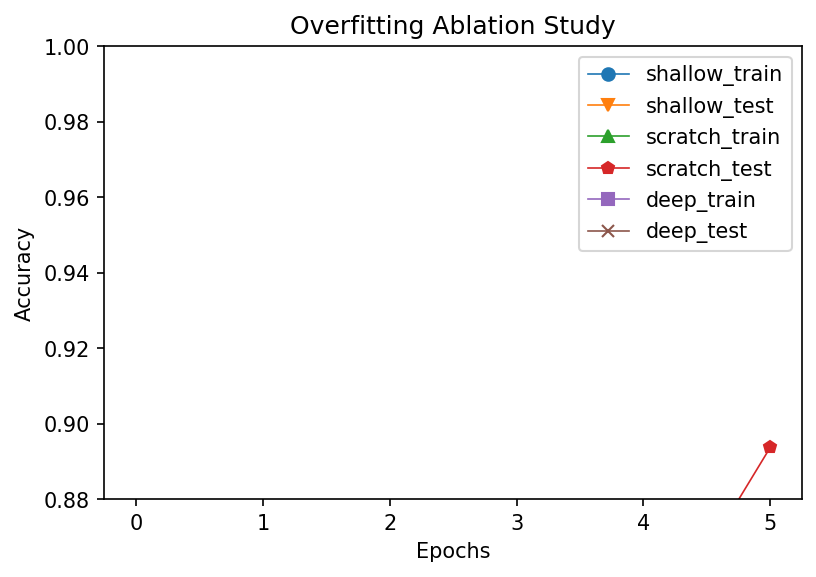 Overfitting Ablation Study
1.00
0.98
0.96
0.94
0.92
0.90
0.88
Accuracy
shallow_train
shallow_test
scratch_train
scratch_test
deep_train
deep_test
0 1 2 3 4 5
Epochs